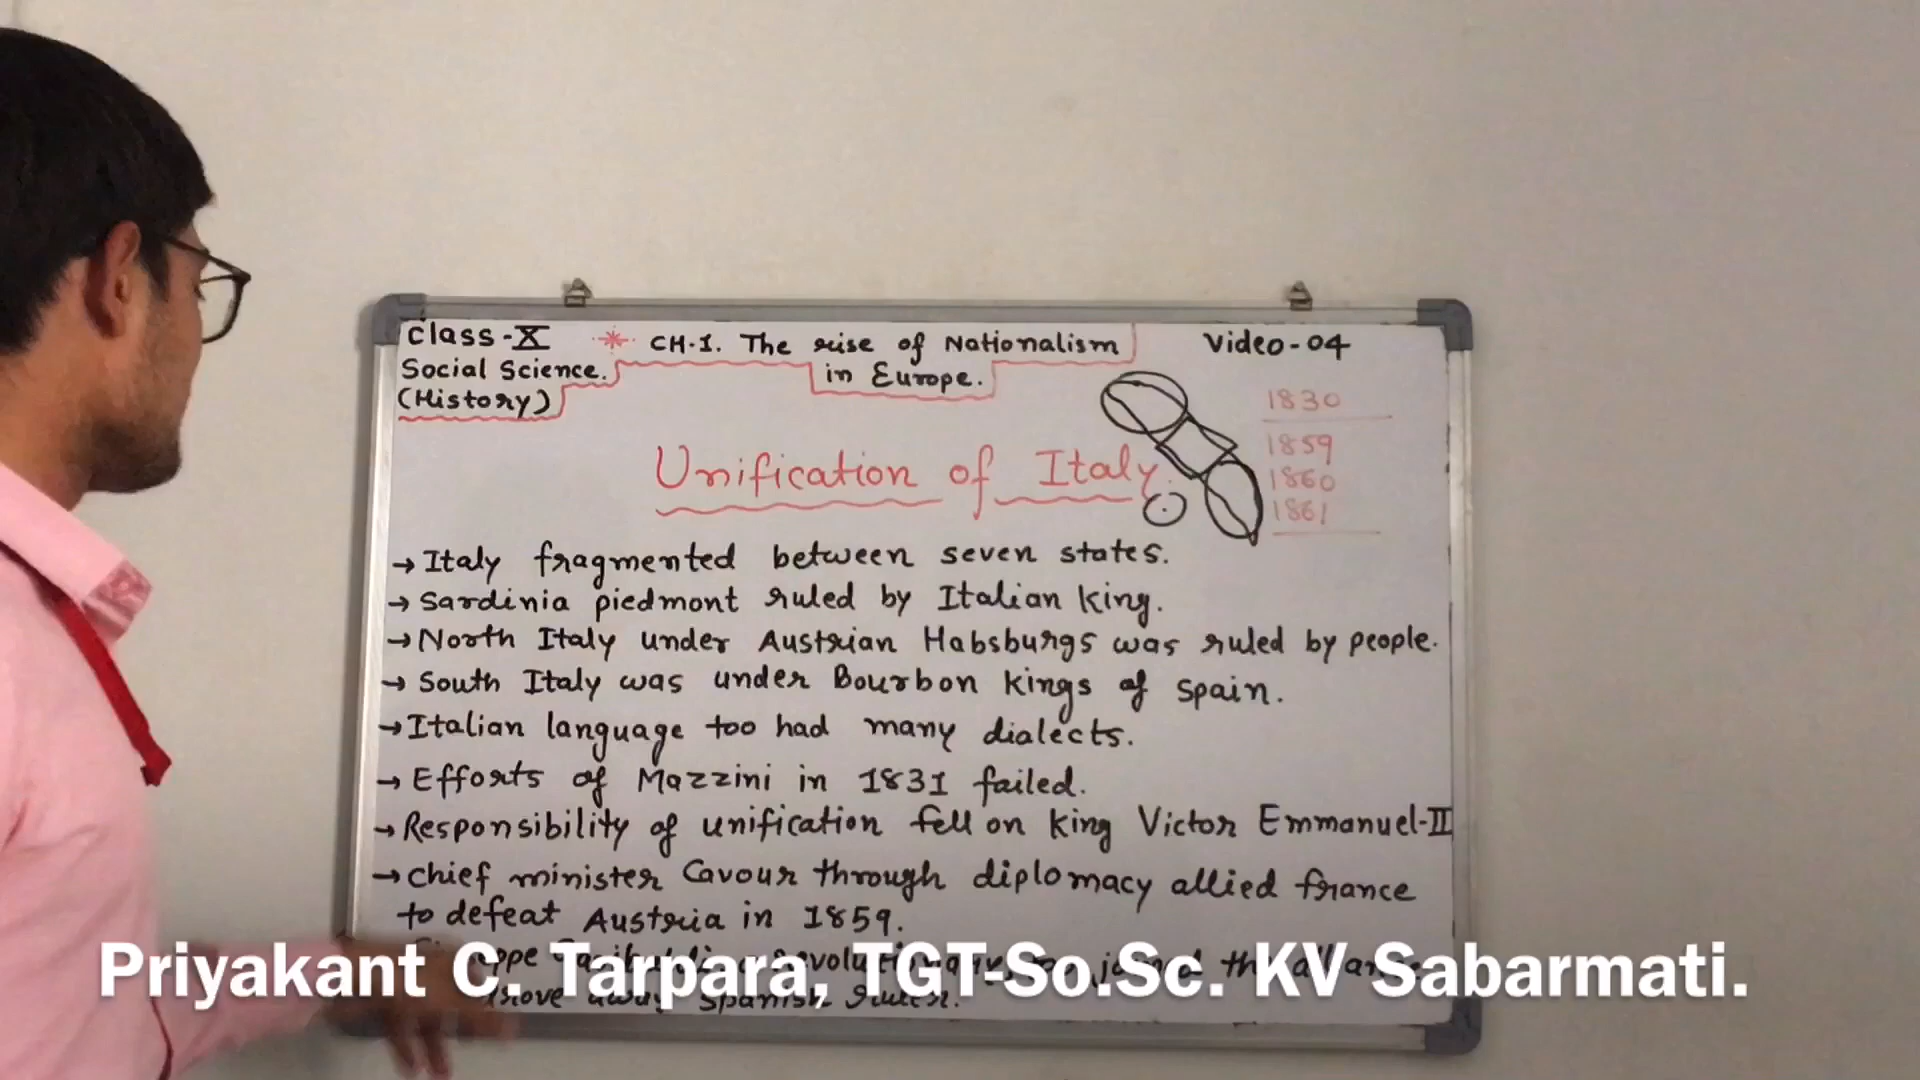 Class-X
Social Science.
(History)
CH-1. The rise of Nationalism
in Europe.
Video-04
1830
1859
1860
1861
Unification of Italy.
→ Italy fragmented between seven states.
→ Sardinia piedmont ruled by Italian king.
→ North Italy under Austrian Habsburgs was ruled by people.
→ South Italy was under Bourbon kings of Spain.
→ Italian language too had many dialects.
→ Efforts of Mazzini in 1831 failed.
→ Responsibility of unification fell on king Victor Emmanuel-II
→ chief minister Cavour through diplomacy allied france
to defeat Austria in 1859.
joined the
away Spanish
Priyakant C. Tarpara, TGT-So.Sc. KV Sabarmati.